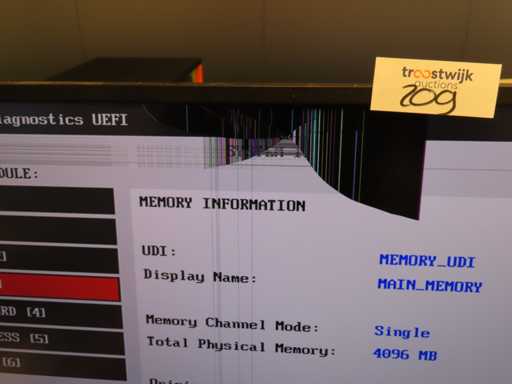 troostwijk
auctions
209
iagnostics UEFI
DULE:
MEMORY INFORMATION
UDI: MEMORY_UDI
Display Name: MAIN_MEMORY
RD [4]
Memory Channel Mode: Single
ESS [5]
Total Physical Memory: 4096 MB
[6]